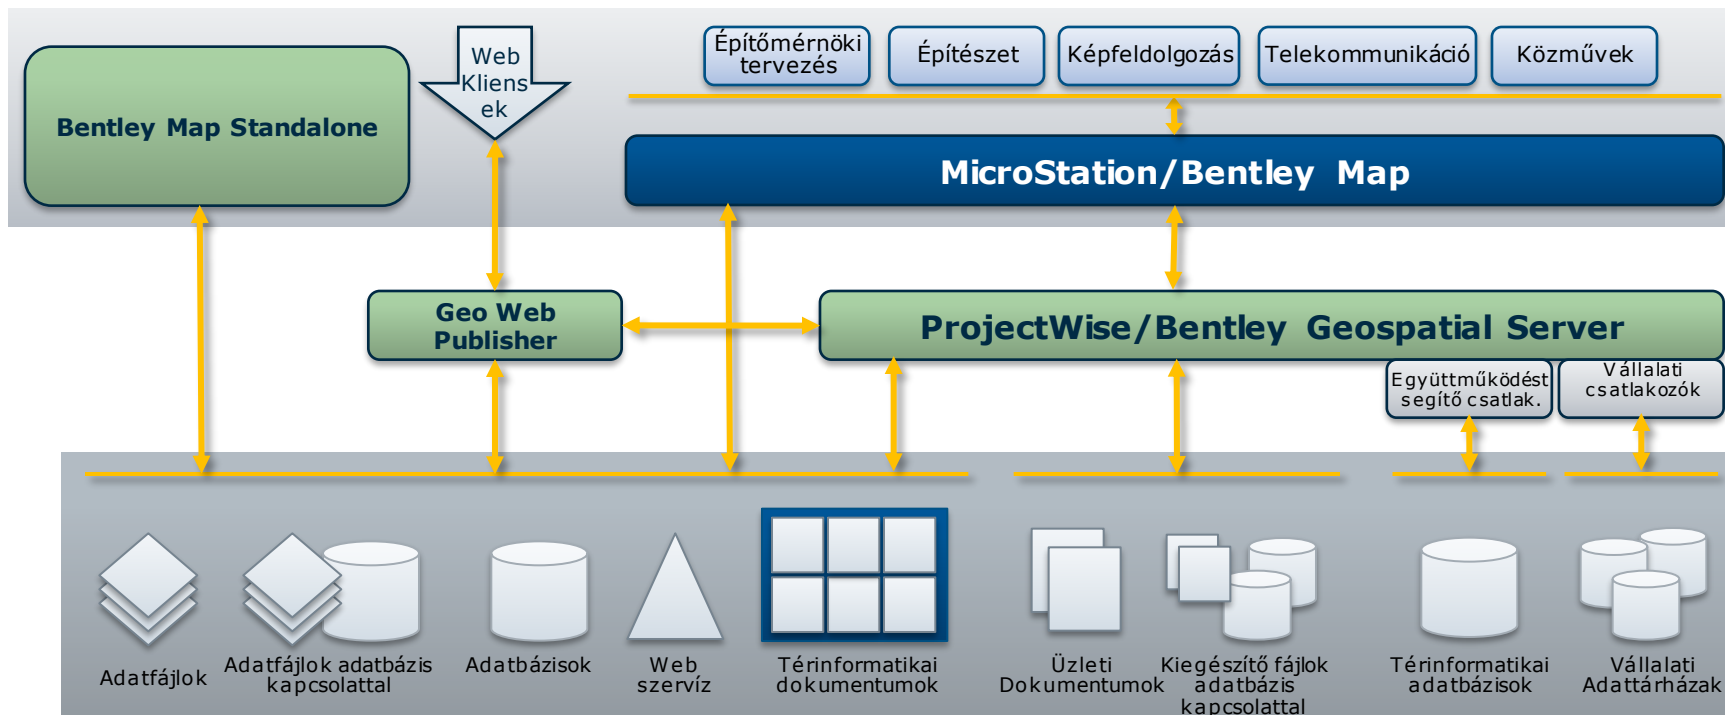 Bentley Map Standalone
Web
Kliens
ek
Építőmérnöki
tervezés
Építészet
Képfeldolgozás
Telekommunikáció
Közművek
MicroStation/Bentley Map
Geo Web
Publisher
ProjectWise/Bentley Geospatial Server
Együttműködést
segítő csatlak.
Vállalati
csatlakozók
Adatfájlok
Adatfájlok adatbázis
kapcsolattal
Adatbázisok
Web
szervíz
Térinformatikai
dokumentumok
Üzleti
Dokumentumok
Kiegészítő fájlok
adatbázis
kapcsolattal
Térinformatikai
adatbázisok
Vállalati
Adattárházak